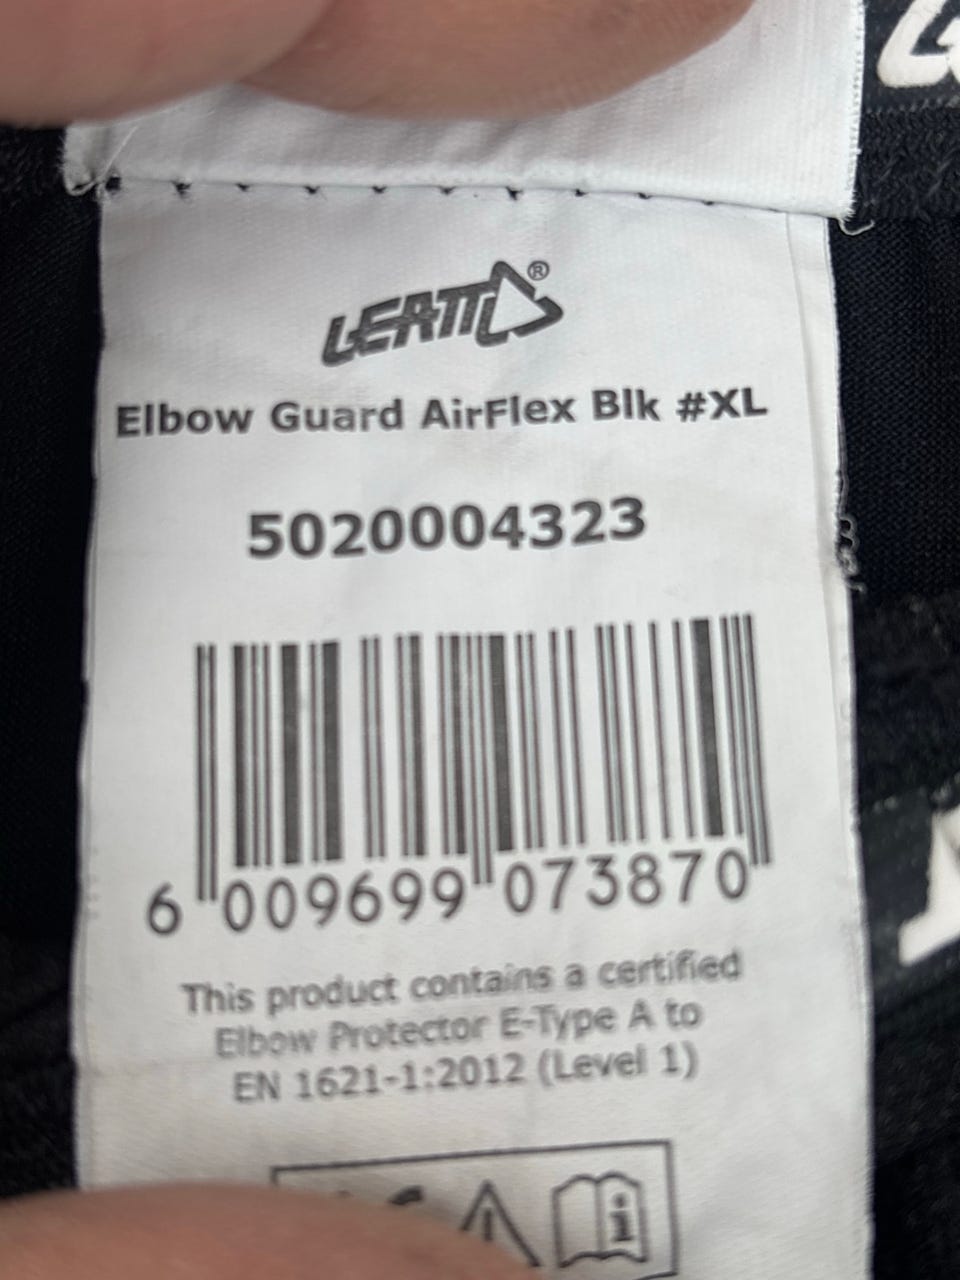 LEATT®
Elbow Guard AirFlex Blk #XL
5020004323
6 009699 073870
This product contains a certified
Elbow Protector E-Type A to
EN 1621-1:2012 (Level 1)
i